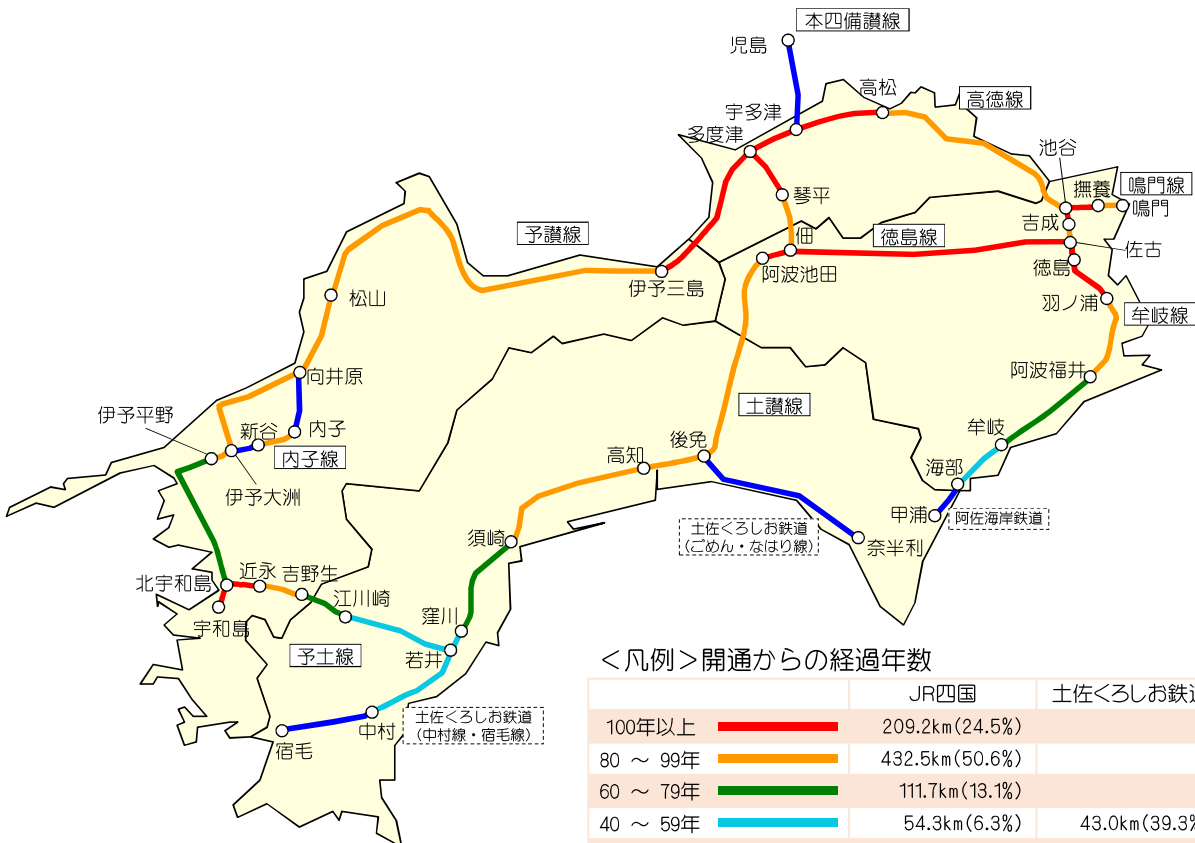 本四備讃線
児島
高松
高徳線
宇多津
多度津
池谷
撫養
鳴門線
鳴門
琴平
吉成
佃
徳島線
佐古
予讃線
徳島
阿波池田
伊予三島
羽ノ浦
牟岐線
松山
向井原
阿波福井
土讃線
伊予平野
新谷
内子
内子線
後免
高知
牟岐
海部
伊予大洲
甲浦
阿佐海岸鉄道
土佐くろしお鉄道
(ごめん・なはり線)
奈半利
須崎
北宇和島
近永
吉野生
江川崎
宇和島
窪川
予土線
若井
土佐くろしお鉄道
(中村線・宿毛線)
中村
宿毛
＜凡例＞開通からの経過年数
JR四国 土佐くろしお鉄道
100年以上 209.2km(24.5%)
80 ～ 99年 432.5km(50.6%)
60 ～ 79年 111.7km(13.1%)
40 ～ 59年 54.3km(6.3%) 43.0km(39.3%